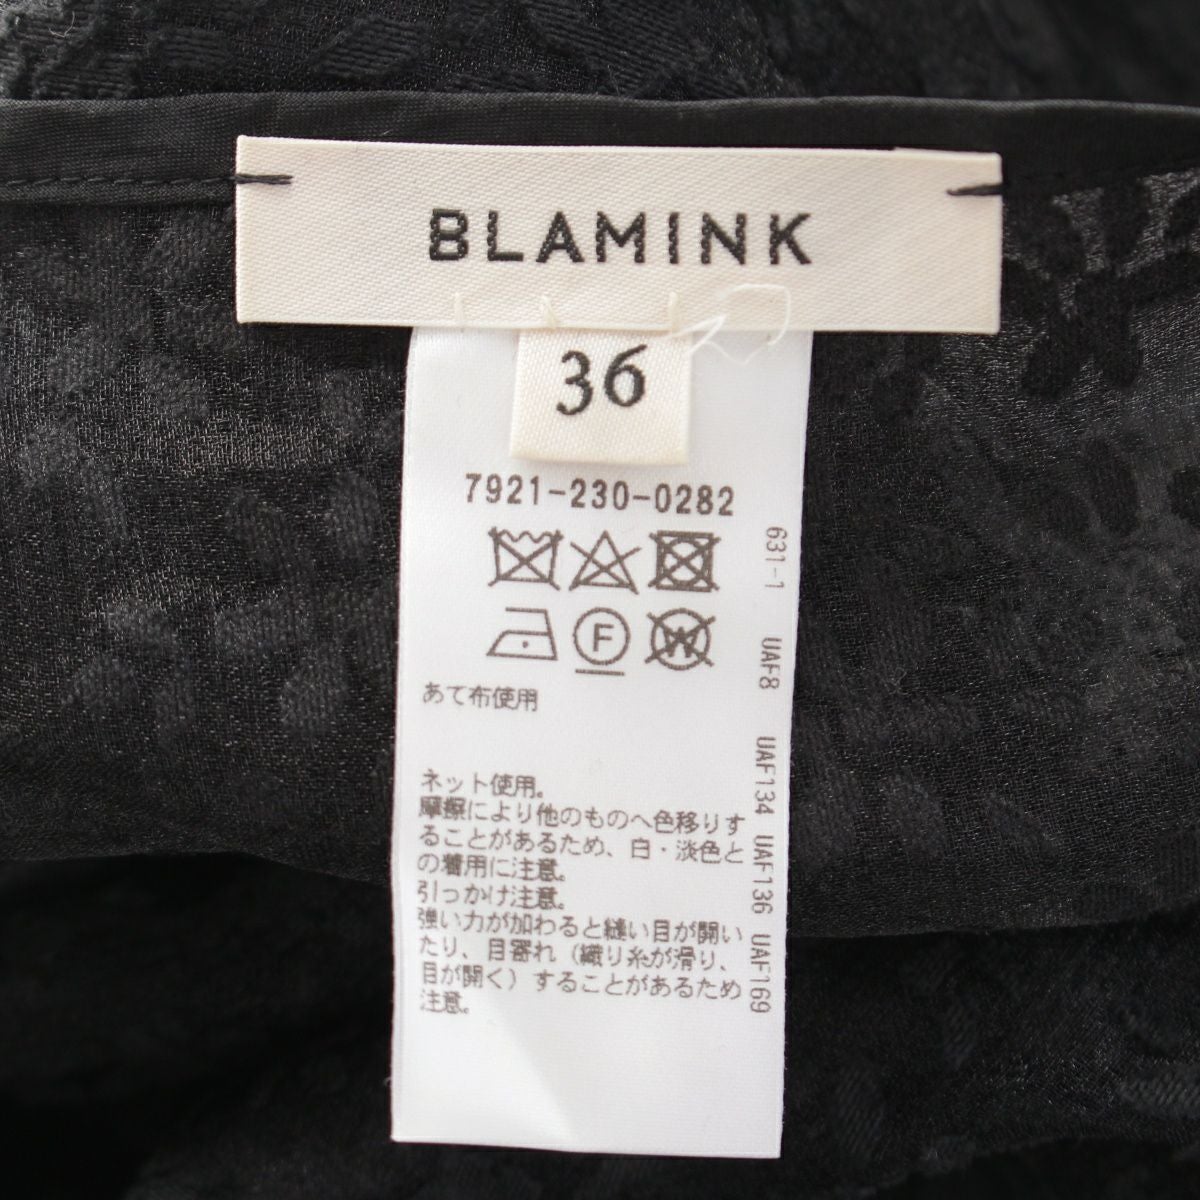 BLAMINK
36
7921-230-0282
F
W
あて布使用
ネット使用。
摩擦により他のものへ色移りす
ることがあるため、白・淡色と
の着用に注意。
引っかけ注意。
強い力が加わると縫い目が開い
たり、目寄れ（織り糸が滑り、
目が開く）することがあるため
注意。
631-1 UAF8 UAF134 UAF136 UAF169